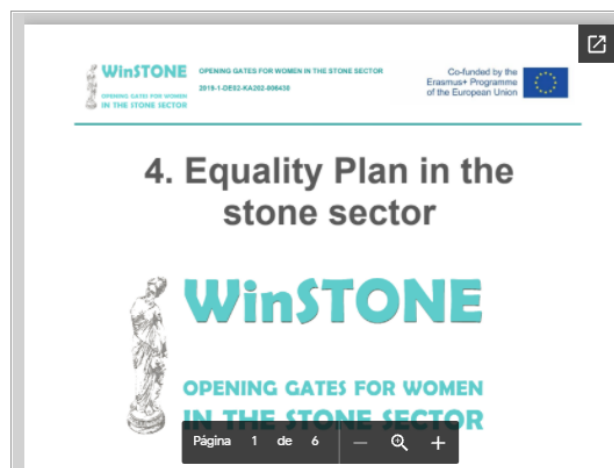 WinSTONE
OPENING GATES FOR WOMEN
IN THE STONE SECTOR
OPENING GATES FOR WOMEN IN THE STONE SECTOR
2019-1-DE02-KA202-006430
Co-funded by the
Erasmus+ Programme
of the European Union
4. Equality Plan in the
stone sector
WinSTONE
OPENING GATES FOR WOMEN
IN THE STONE SECTOR
Página 1 de 6